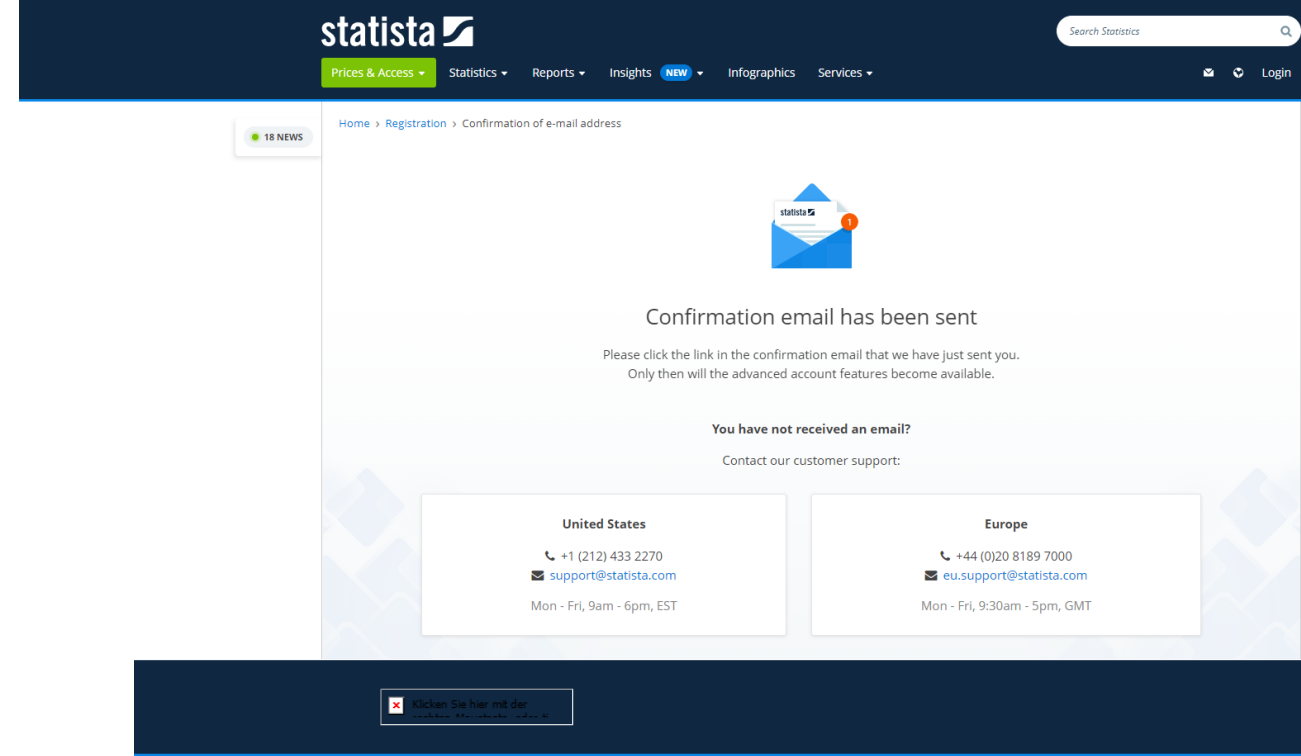 statista
Search Statistics
Prices & Access Statistics Reports Insights NEW Infographics Services Login
18 NEWS
Home › Registration › Confirmation of e-mail address
statista
1
Confirmation email has been sent
Please click the link in the confirmation email that we have just sent you.
Only then will the advanced account features become available.
You have not received an email?
Contact our customer support:
United States
+1 (212) 433 2270
support@statista.com
Mon - Fri, 9am - 6pm, EST
Europe
+44 (0)20 8189 7000
eu.support@statista.com
Mon - Fri, 9:30am - 5pm, GMT
Klicken Sie hier mit der